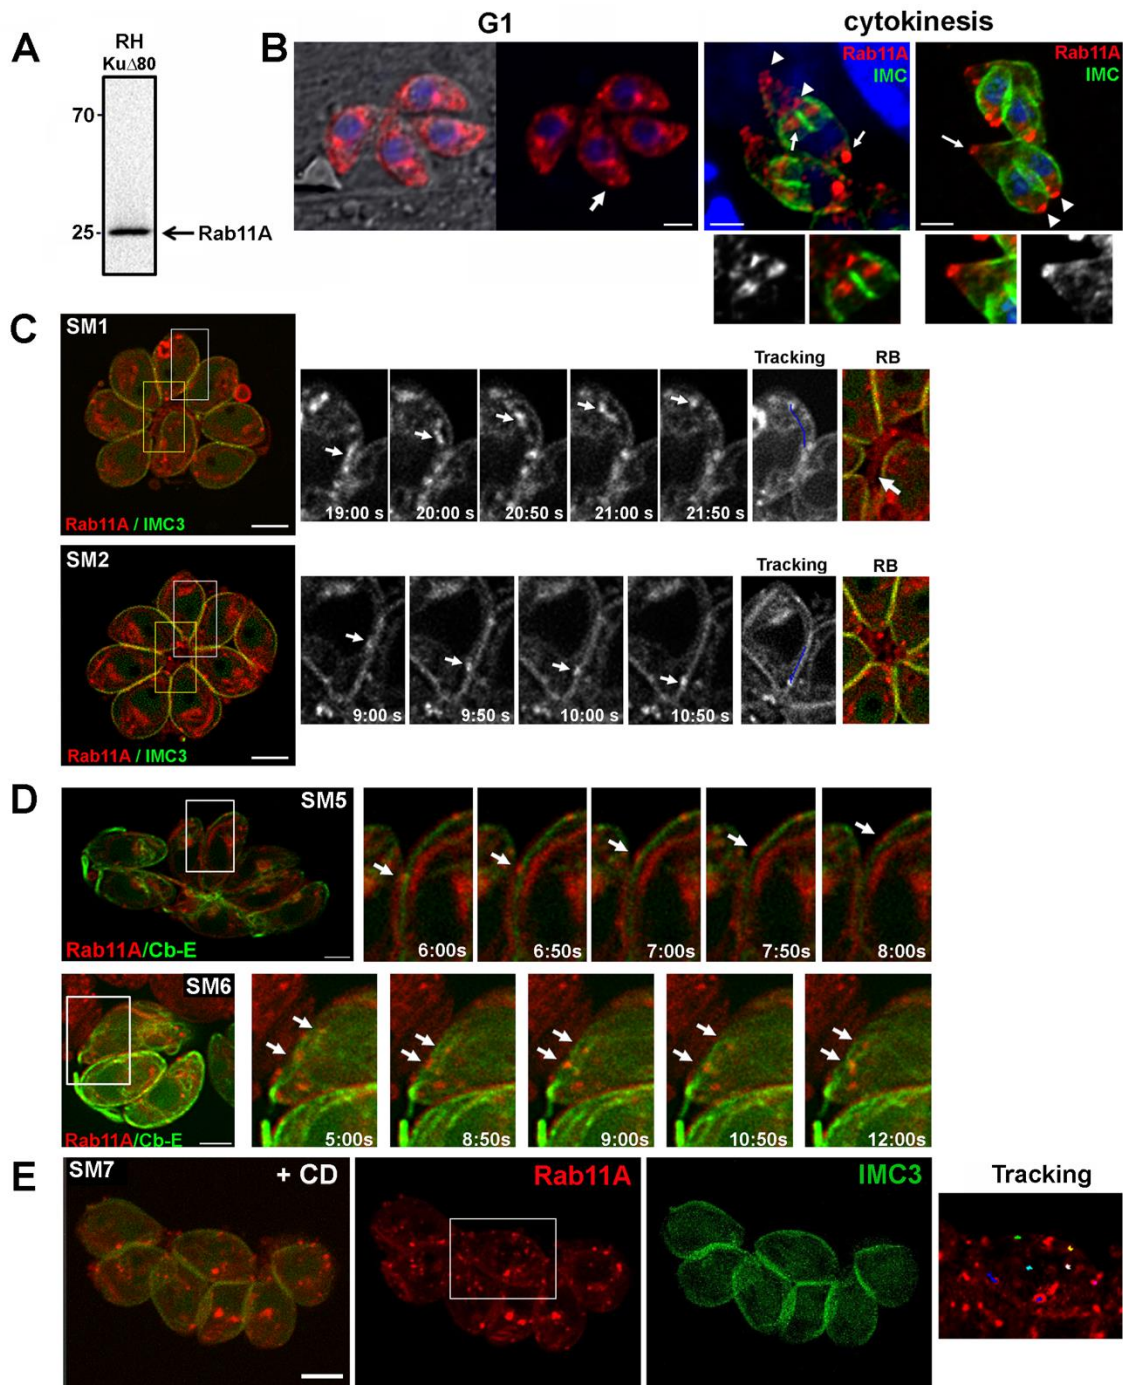 A
RH
Ku∆80
70
25
Rab11A
B
G1
cytokinesis
Rab11A
IMC
Rab11A
IMC
C
SM1
Rab11A / IMC3
19:00 s
20:00 s
20:50 s
21:00 s
21:50 s
Tracking
RB
SM2
Rab11A / IMC3
9:00 s
9:50 s
10:00 s
10:50 s
Tracking
RB
D
SM5
Rab11A/Cb-E
6:00s
6:50s
7:00s
7:50s
8:00s
SM6
Rab11A/Cb-E
5:00s
8:50s
9:00s
10:50s
12:00s
E
SM7
+ CD
Rab11A
IMC3
Tracking